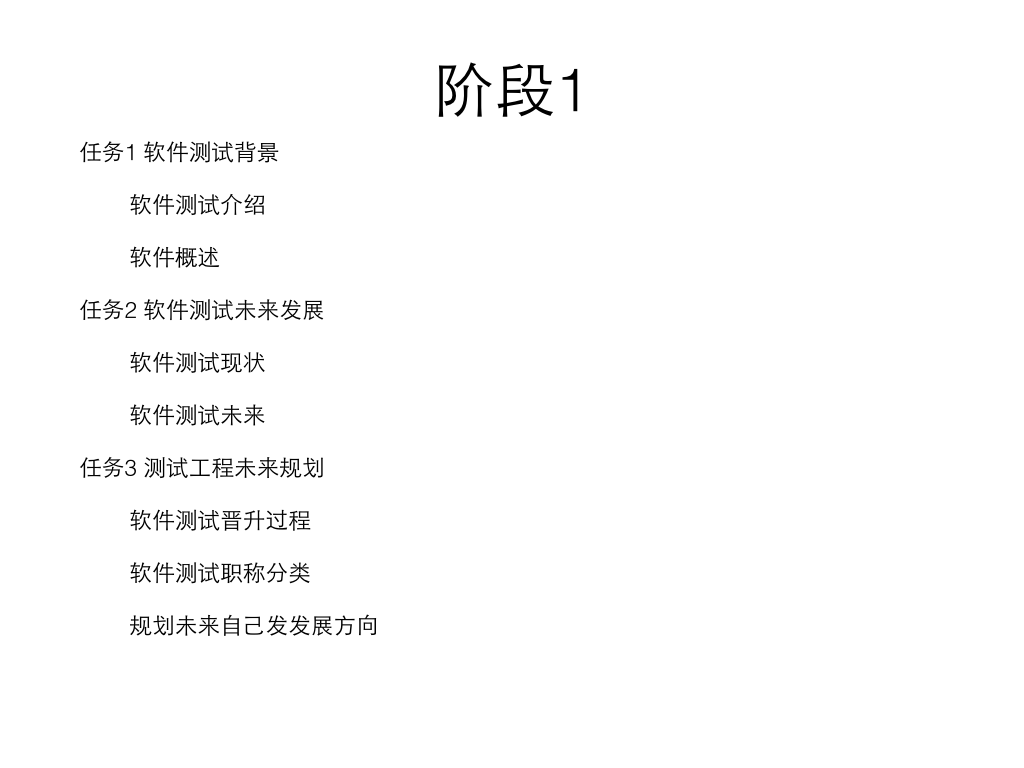 阶段1
任务1 软件测试背景
软件测试介绍
软件概述
任务2 软件测试未来发展
软件测试现状
软件测试未来
任务3 测试工程未来规划
软件测试晋升过程
软件测试职称分类
规划未来自己发发展方向